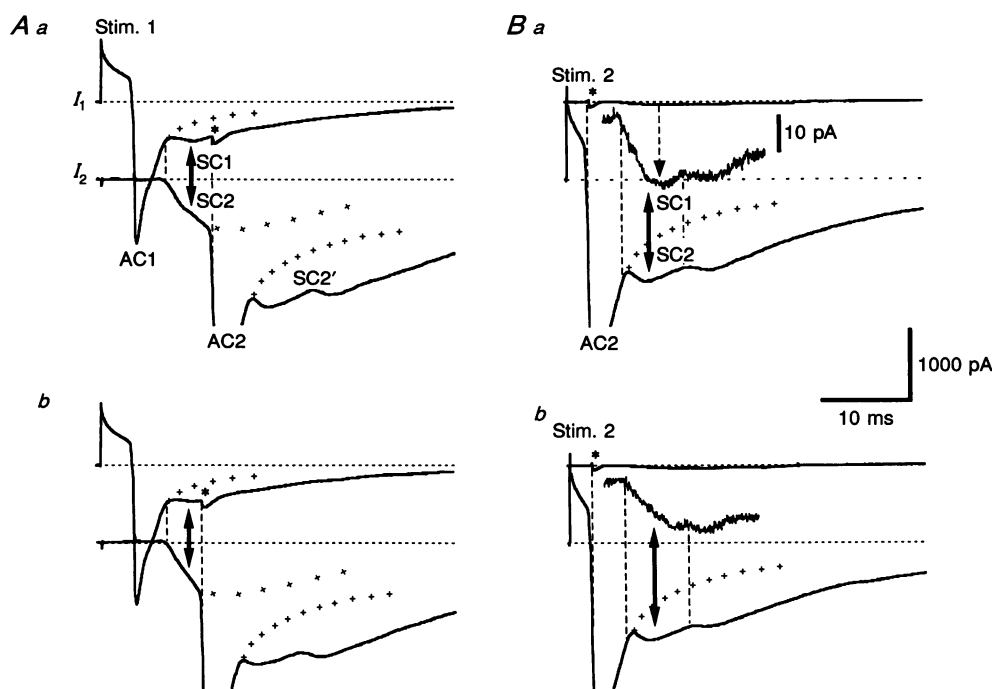 A a
Stim. 1
I₁
*
I₂
SC1
SC2
AC1
SC2′
AC2
B a
Stim. 2
*
10 pA
SC1
SC2
AC2
1000 pA
10 ms
b
*
b
Stim. 2
*